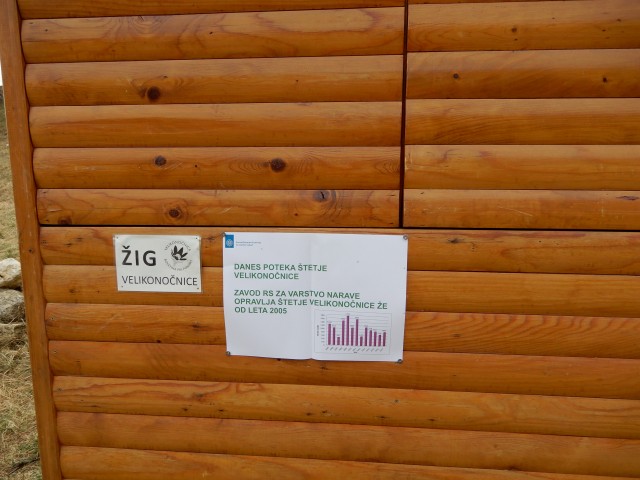 ŽIG
VELIKONOČNICE
DANES POTEKA ŠTETJE
VELIKONOČNICE
ZAVOD RS ZA VARSTVO NARAVE
OPRAVLJA ŠTETJE VELIKONOČNICE ŽE
OD LETA 2005